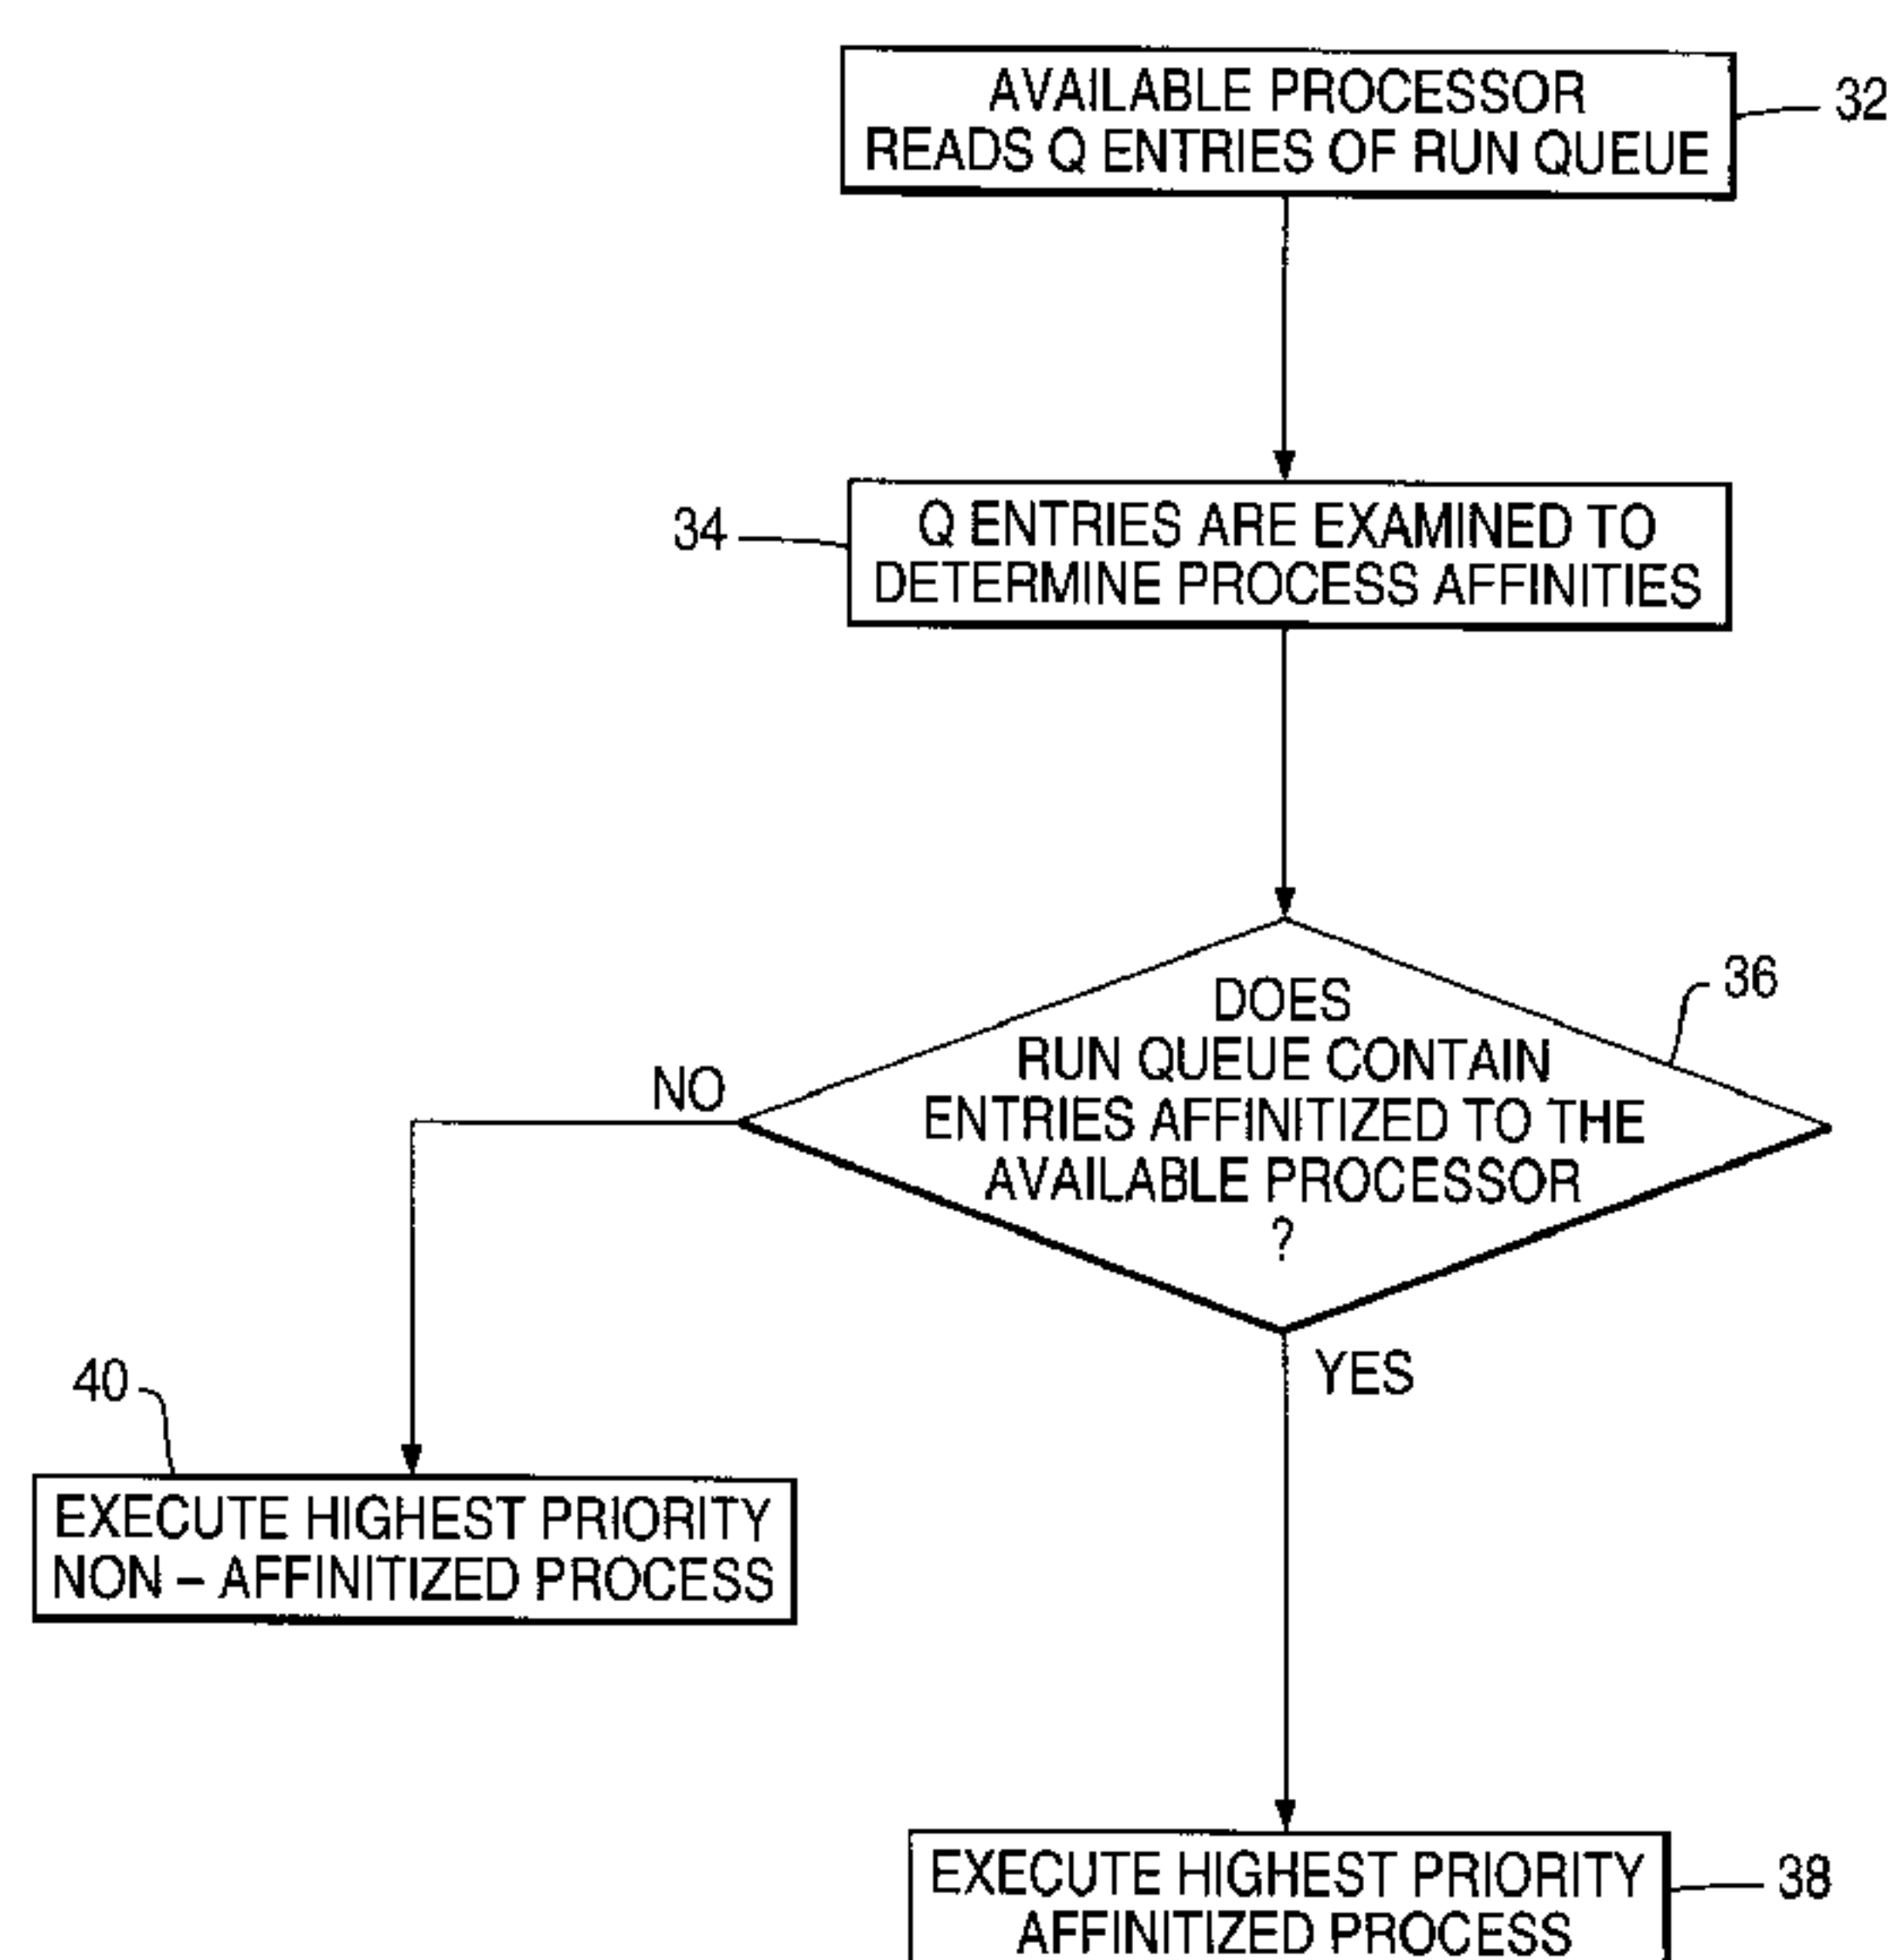 AVAILABLE PROCESSOR
READS Q ENTRIES OF RUN QUEUE
32
34
Q ENTRIES ARE EXAMINED TO
DETERMINE PROCESS AFFINITIES
36
DOES
RUN QUEUE CONTAIN
ENTRIES AFFINITIZED TO THE
AVAILABLE PROCESSOR
?
NO
YES
40
EXECUTE HIGHEST PRIORITY
NON – AFFINITIZED PROCESS
EXECUTE HIGHEST PRIORITY
AFFINITIZED PROCESS
38